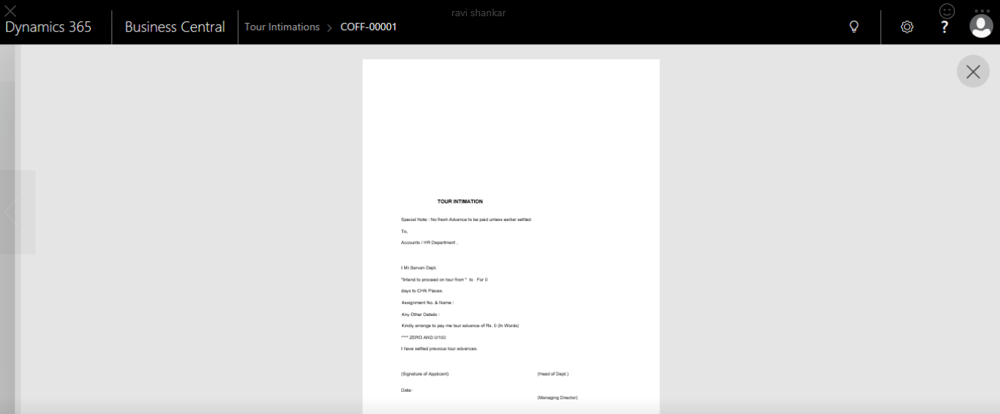 ravi shankar
Dynamics 365 Business Central Tour Intimations > COFF-00001 ?
TOUR INTIMATION
Special Note : No fresh Advance to be paid unless earlier settled
To,
Accounts / HR Department ,
I Mr.Sarvan Dept.
"Intend to proceed on tour from " to For 0
days to CHN Places.
Assignment No. & Name :
Any Other Details :
Kindly arrange to pay me tour advance of Rs. 0 (In Words)
**** ZERO AND 0/100
I have settled previous tour advances.
(Signature of Applicant) (Head of Dept.)
Date:
(Managing Director)